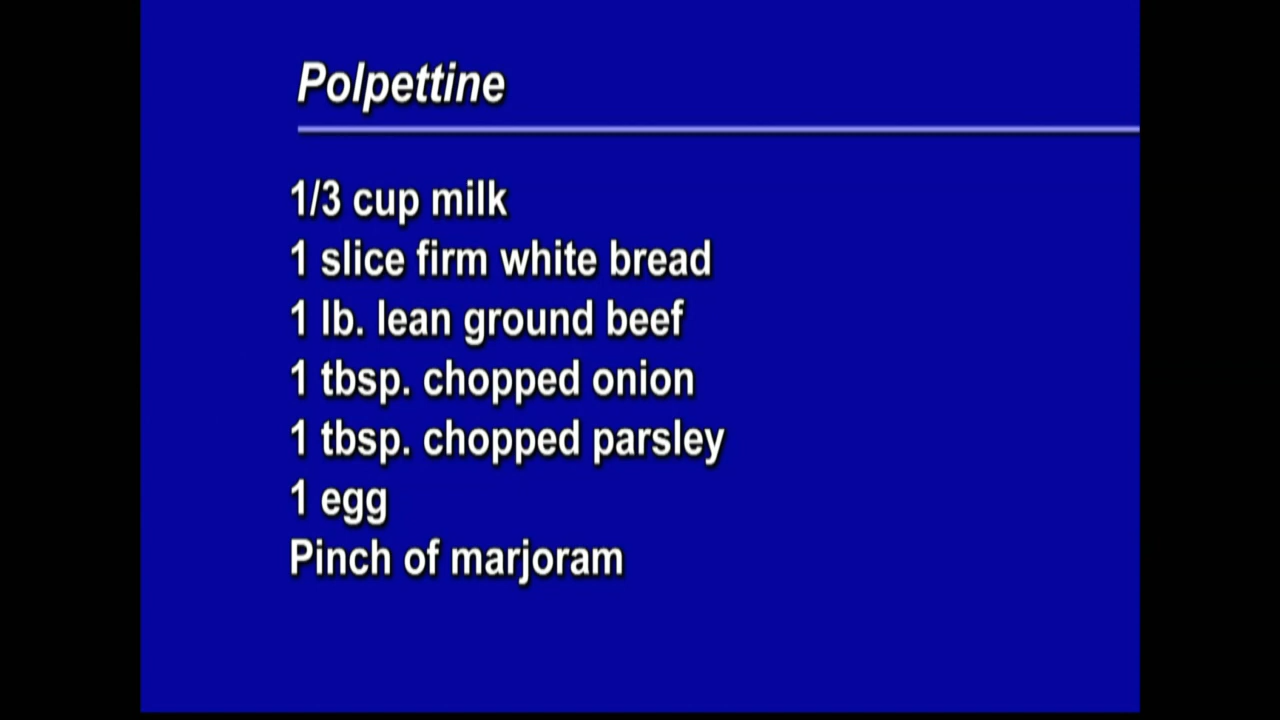 Polpettine
1/3 cup milk
1 slice firm white bread
1 lb. lean ground beef
1 tbsp. chopped onion
1 tbsp. chopped parsley
1 egg
Pinch of marjoram